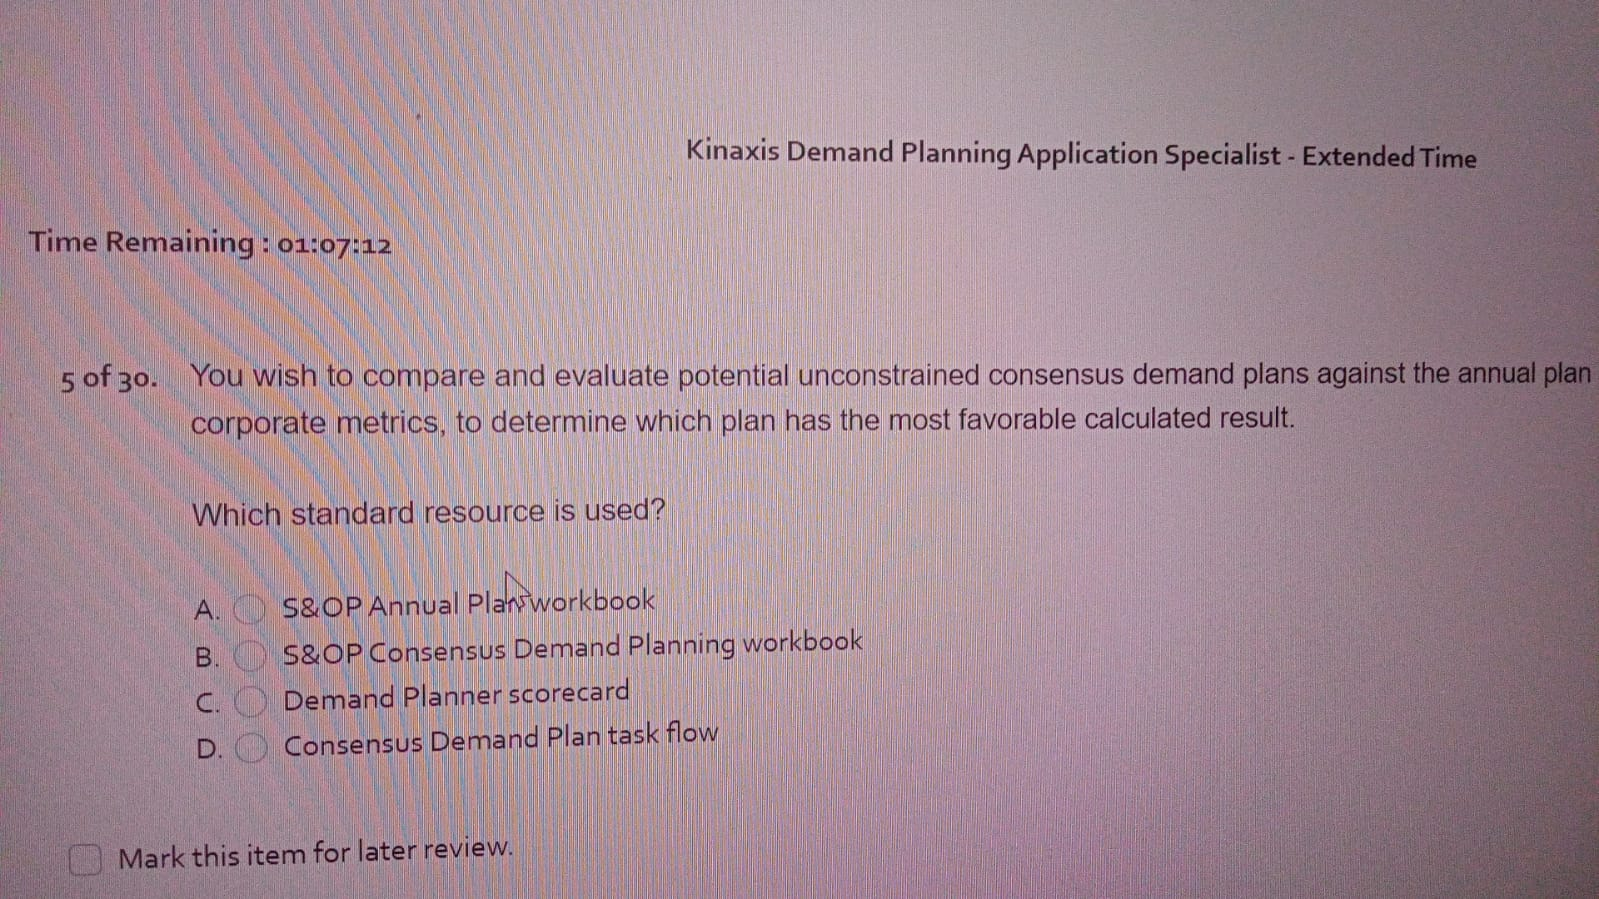 Kinaxis Demand Planning Application Specialist - Extended Time
Time Remaining : 01:07:12
5 of 30. You wish to compare and evaluate potential unconstrained consensus demand plans against the annual plan
corporate metrics, to determine which plan has the most favorable calculated result.
Which standard resource is used?
A. S&OP Annual Plan workbook
B. S&OP Consensus Demand Planning workbook
C. Demand Planner scorecard
D. Consensus Demand Plan task flow
Mark this item for later review.